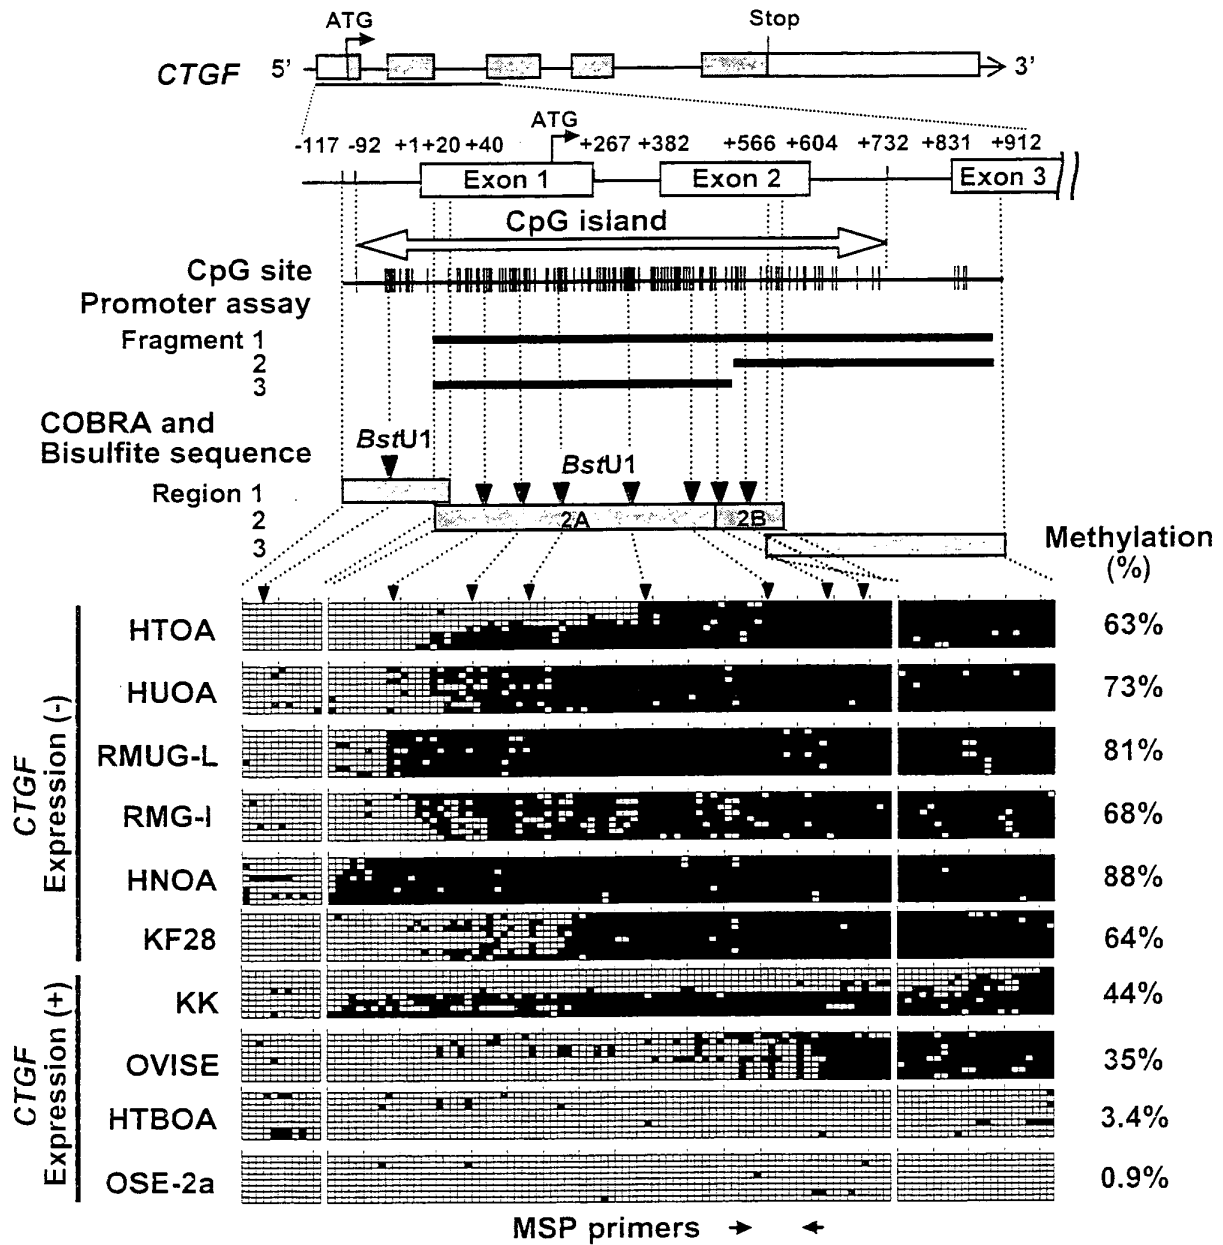 ATG
Stop
CTGF 5' 3'
ATG
-117 -92 +1 +20 +40 +267 +382 +566 +604 +732 +831 +912
Exon 1 Exon 2 Exon 3
CpG island
CpG site
Promoter assay
Fragment 1
2
3
COBRA and
Bisulfite sequence
BstU1
BstU1
Region 1
2 2A 2B
3
Methylation
(%)
CTGF
Expression (-)
HTOA 63%
HUOA 73%
RMUG-L 81%
RMG-I 68%
HNOA 88%
KF28 64%
CTGF
Expression (+)
KK 44%
OVISE 35%
HTBOA 3.4%
OSE-2a 0.9%
MSP primers